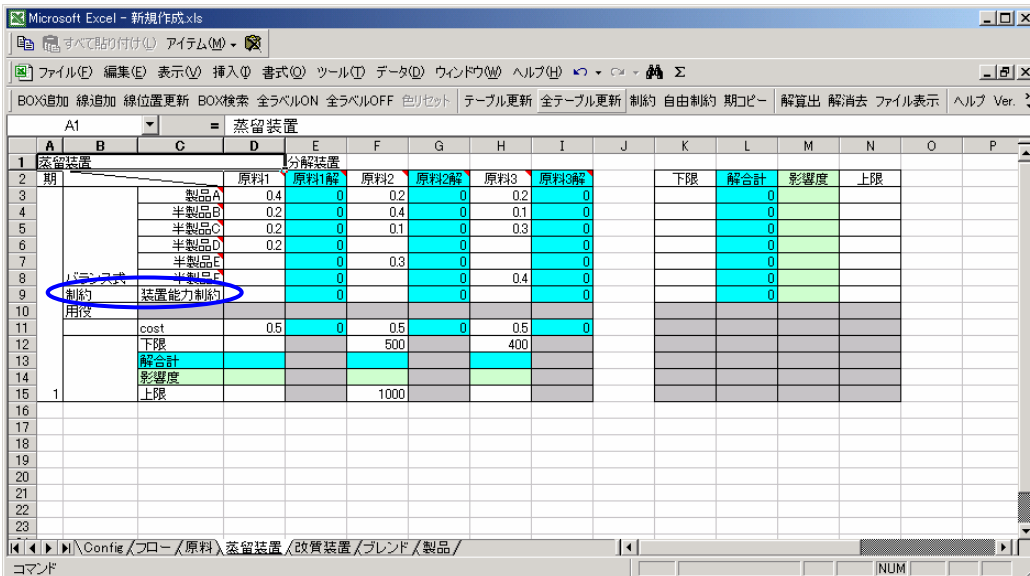 Microsoft Excel - 新規作成.xls
すべて貼り付け(L) アイテム(M)
ファイル(F) 編集(E) 表示(V) 挿入(I) 書式(O) ツール(T) データ(D) ウィンドウ(W) ヘルプ(H) Σ
BOX追加 線追加 線位置更新 BOX検索 全ラベルON 全ラベルOFF 色リセット テーブル更新 全テーブル更新 制約 自由制約 期コピー 解算出 解消去 ファイル表示 ヘルプ Ver.
A1 = 蒸留装置
A B C D E F G H I J K L M N O P
1 蒸留装置 分解装置
2 期 原料1 原料1解 原料2 原料2解 原料3 原料3解 下限 解合計 影響度 上限
3 製品A 0.4 0 0.2 0 0.2 0 0
4 半製品B 0.2 0 0.4 0 0.1 0 0
5 半製品C 0.2 0 0.1 0 0.3 0 0
6 半製品D 0.2 0 0 0 0
7 半製品E 0 0.3 0 0 0
8 バランス式 半製品F 0 0 0.4 0 0
9 制約 装置能力制約 0 0 0 0
10 用役
11 cost 0.5 0 0.5 0 0.5 0
12 下限 500 400
13 解合計
14 影響度
15 1 上限 1000
16
17
18
19
20
21
22
23
Config フロー 原料 蒸留装置 改質装置 ブレンド 製品
コマンド NUM